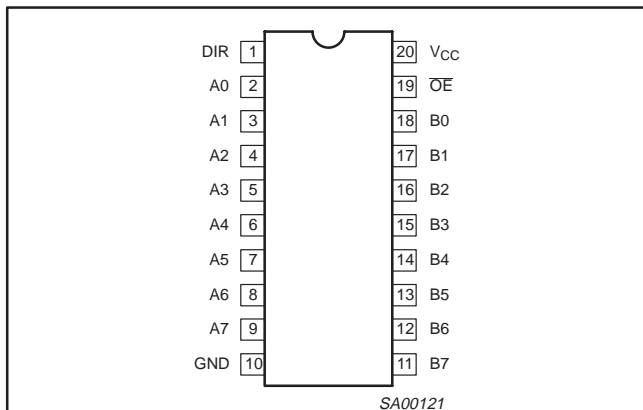 DIR 1 20 VCC
A0 2 19 OE
A1 3 18 B0
A2 4 17 B1
A3 5 16 B2
A4 6 15 B3
A5 7 14 B4
A6 8 13 B5
A7 9 12 B6
GND 10 11 B7
SA00121